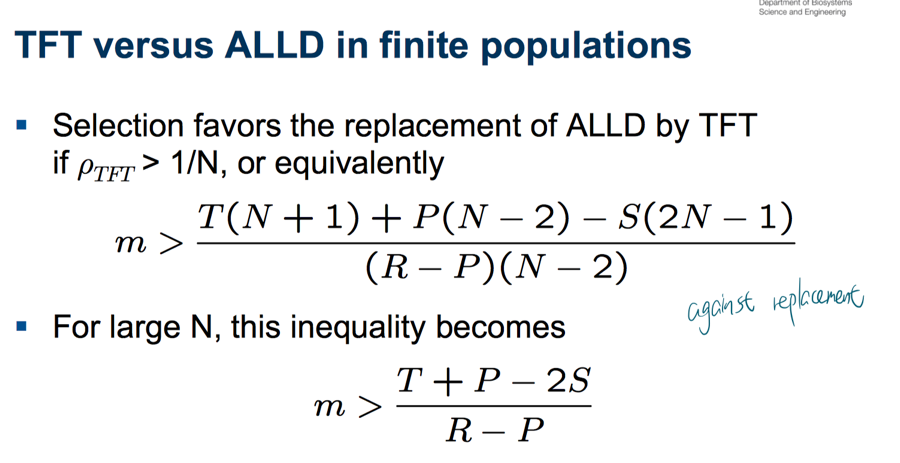 Department of Biosystems
Science and Engineering
TFT versus ALLD in finite populations
▪ Selection favors the replacement of ALLD by TFT
if ρ_TFT > 1/N, or equivalently
m > \frac{T(N + 1) + P(N − 2) − S(2N − 1)}{(R − P)(N − 2)}
against replacement
▪ For large N, this inequality becomes
m > \frac{T + P − 2S}{R − P}